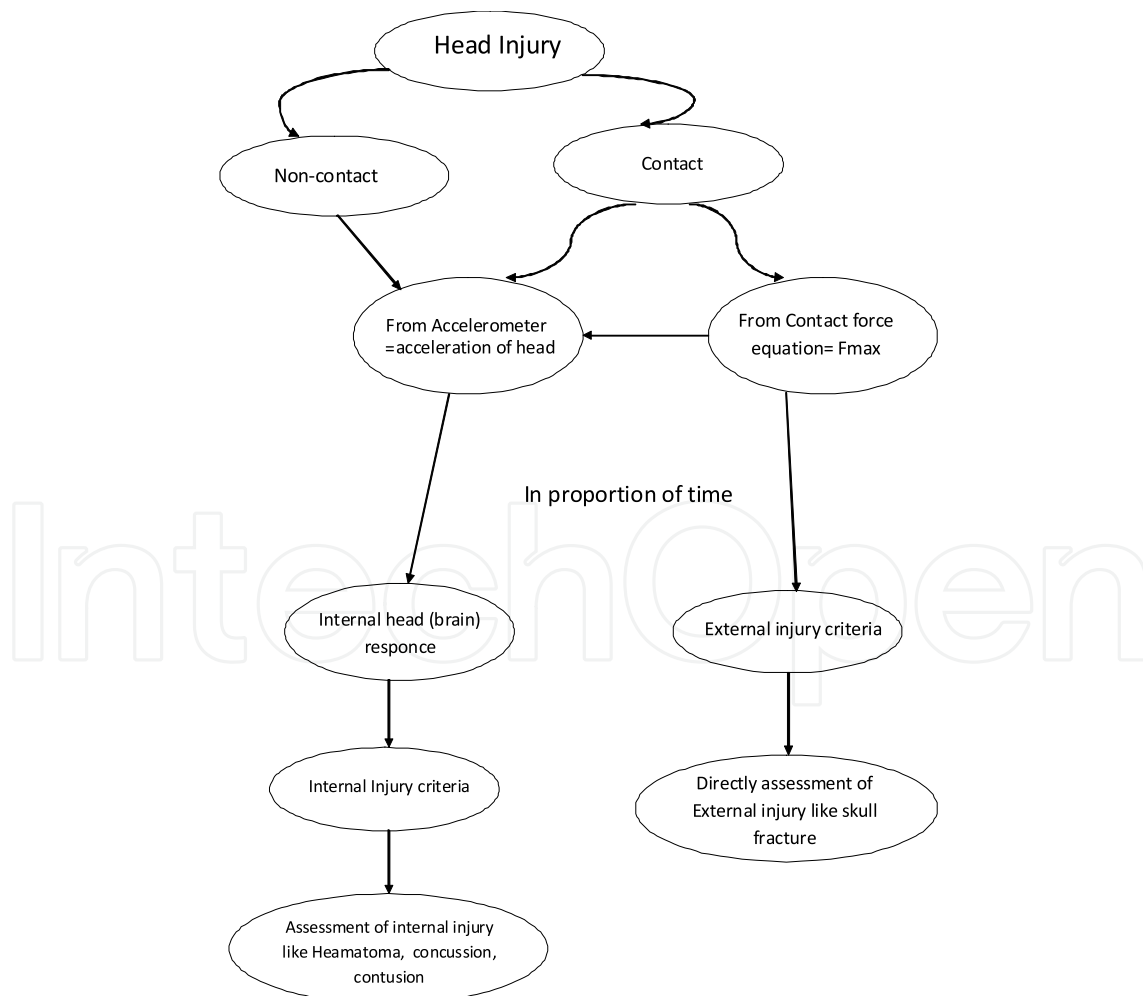 Head Injury
Non-contact
Contact
From Accelerometer
=acceleration of head
From Contact force
equation= Fmax
In proportion of time
Internal head (brain)
responce
External injury criteria
Internal Injury criteria
Directly assessment of
External injury like skull
fracture
Assessment of internal injury
like Heamatoma, concussion,
contusion
IntechOpen